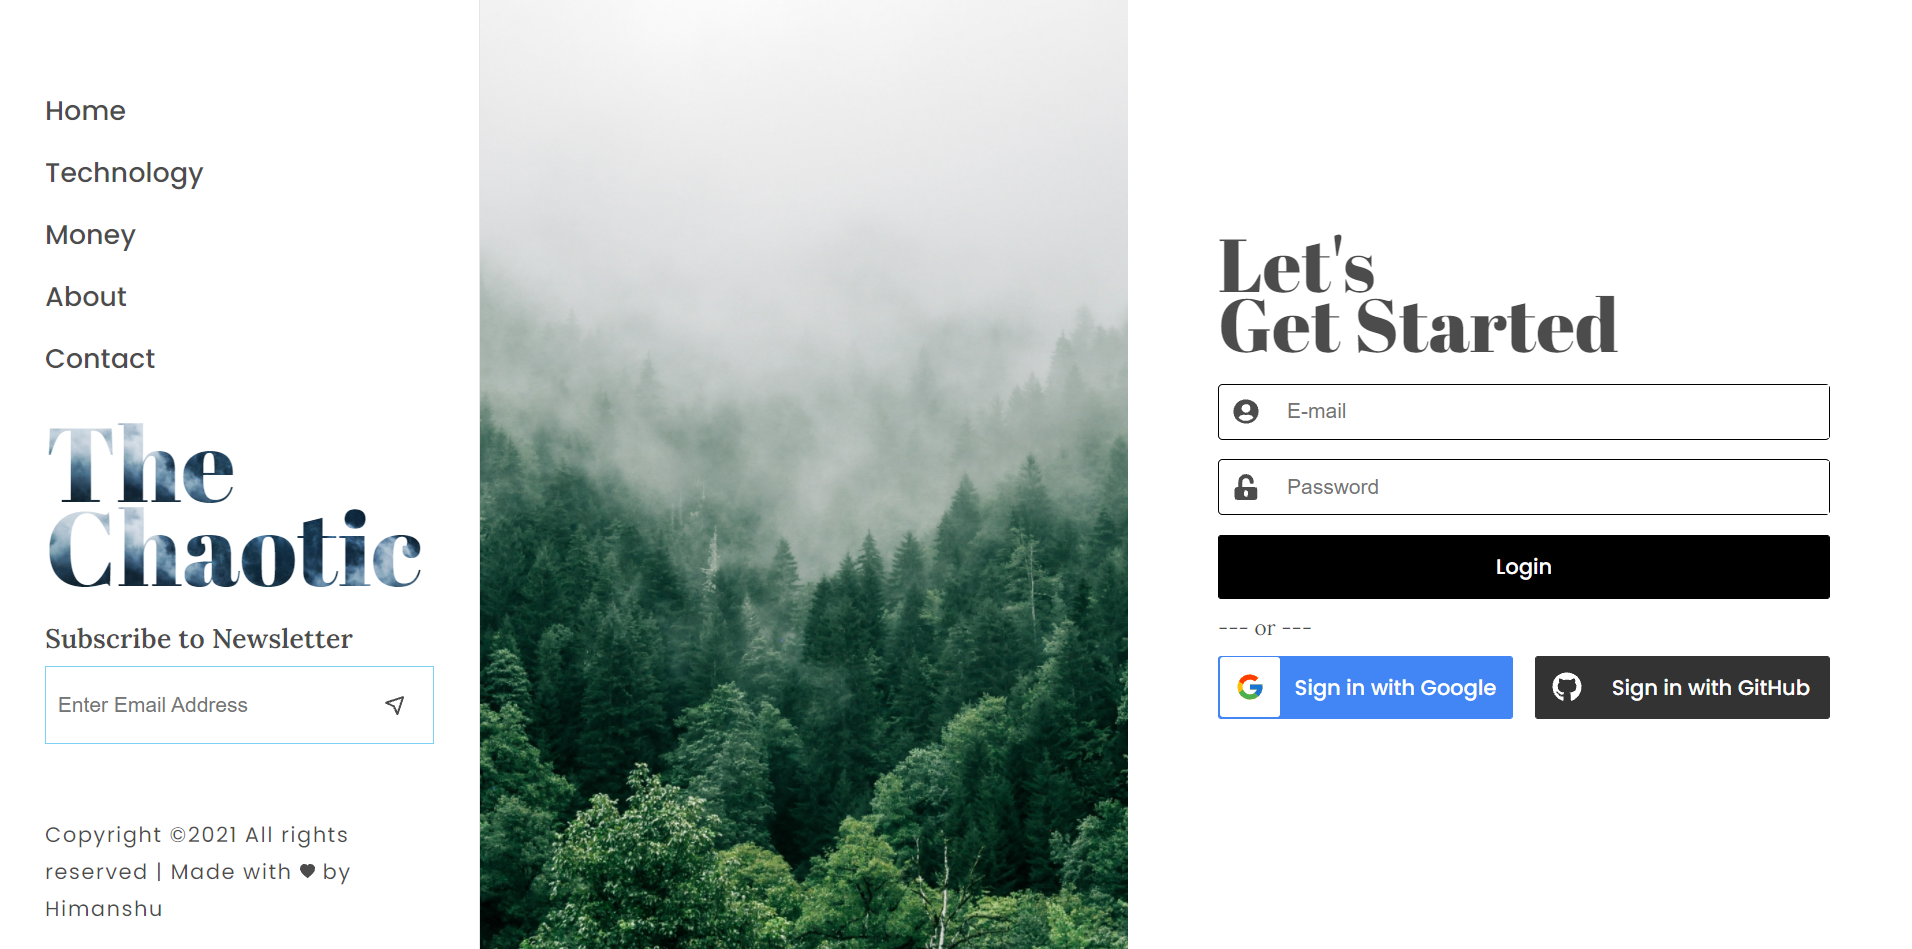 Home
Technology
Money
About
Contact
The
Chaotic
Subscribe to Newsletter
Enter Email Address
Copyright ©2021 All rights
reserved | Made with ♥ by
Himanshu
Let's
Get Started
E-mail
Password
Login
--- or ---
Sign in with Google
Sign in with GitHub